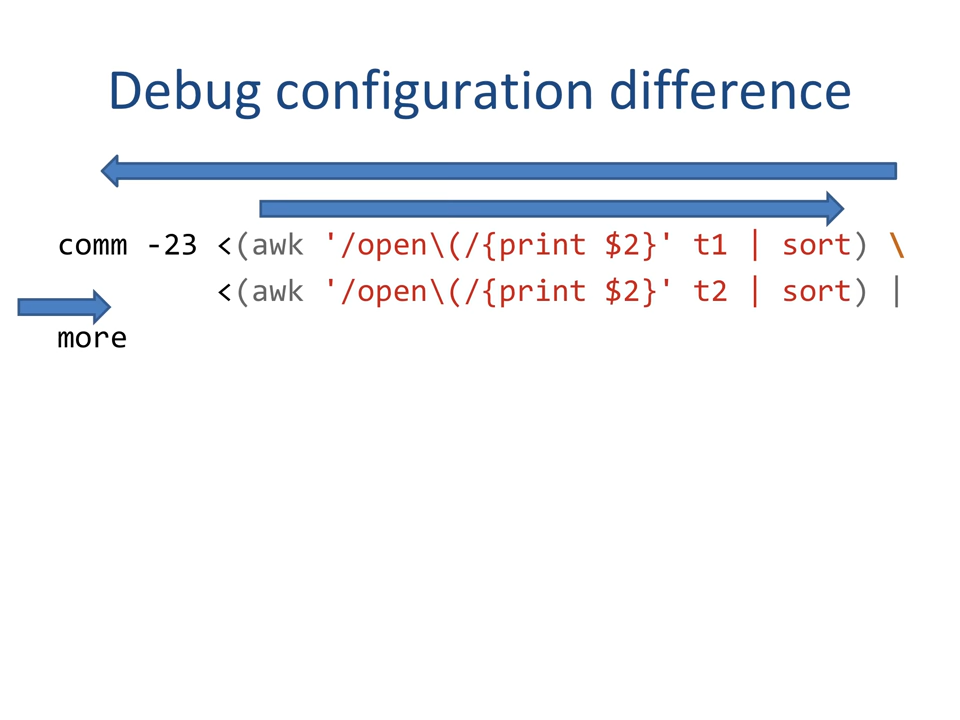 Debug configuration difference
comm -23 <(awk '/open\(/{print $2}' t1 | sort) \
<(awk '/open\(/{print $2}' t2 | sort) |
more